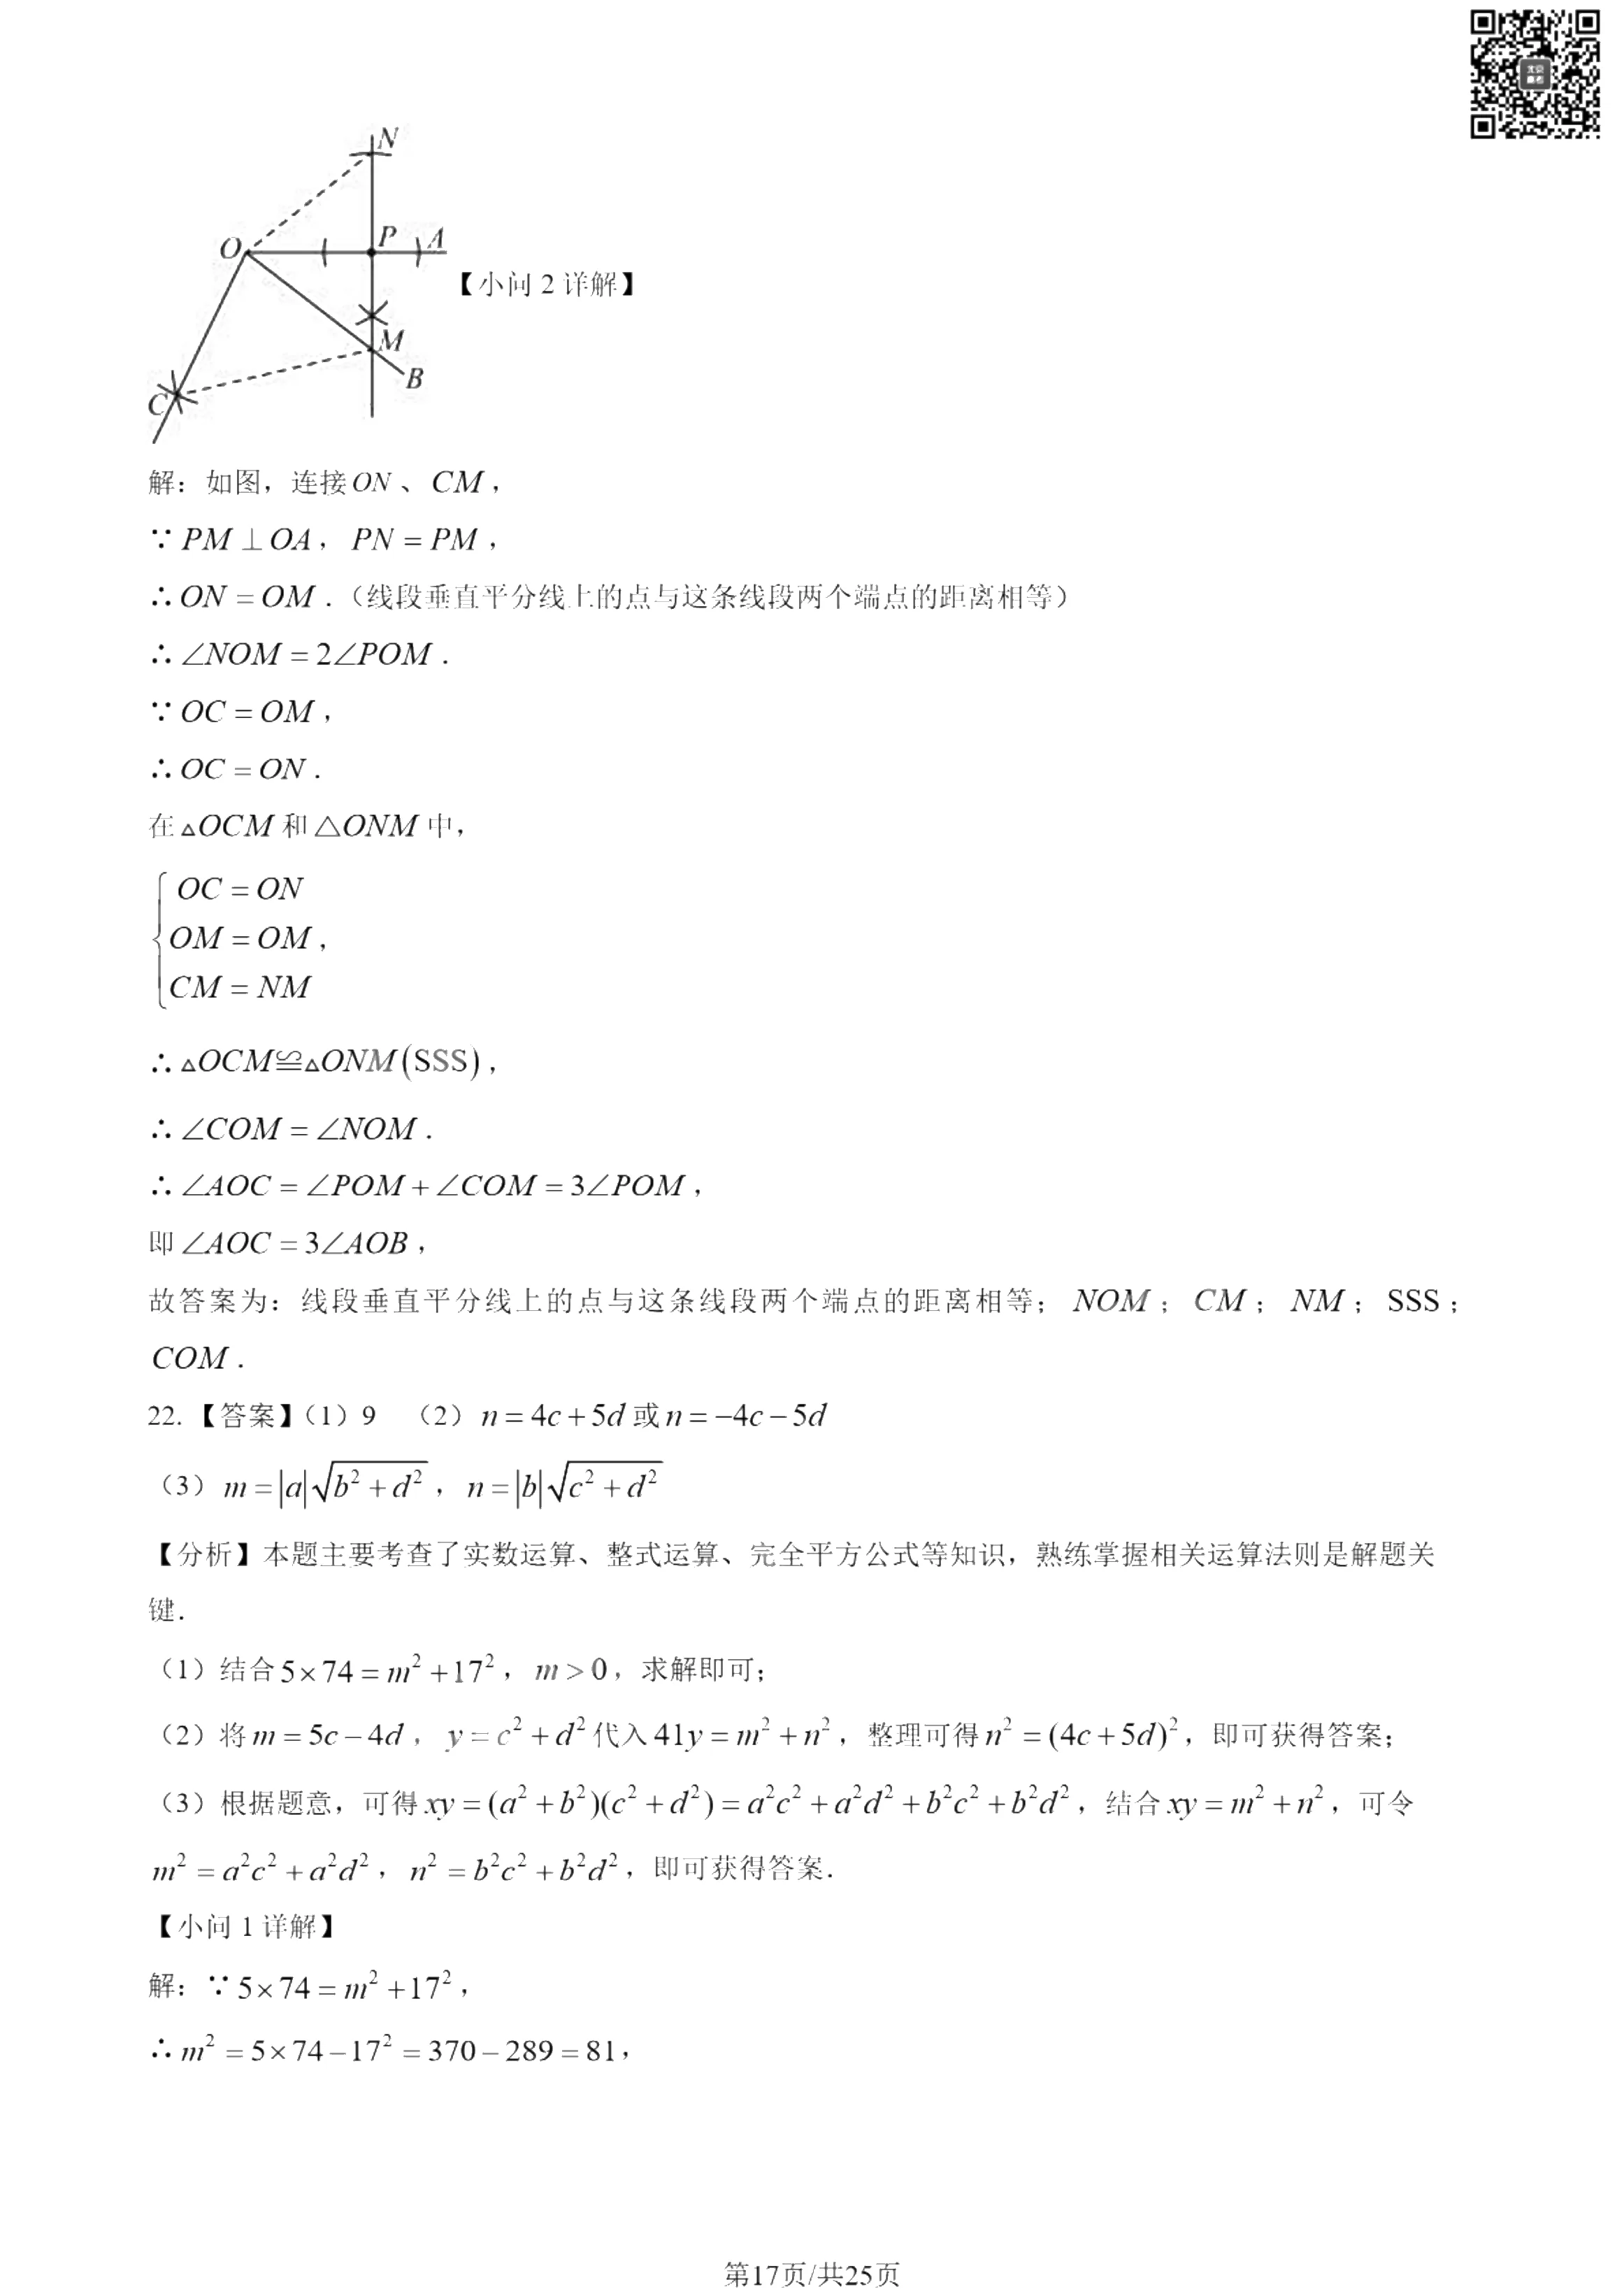 N
O P A
【小问 2 详解】
M
B
C
解：如图，连接ON、CM，
∵PM⊥OA，PN=PM，
∴ON=OM．（线段垂直平分线上的点与这条线段两个端点的距离相等）
∴∠NOM=2∠POM．
∵OC=OM，
∴OC=ON．
在△OCM和△ONM中，
OC=ON
OM=OM，
CM=NM
∴△OCM≌△ONM(SSS)，
∴∠COM=∠NOM．
∴∠AOC=∠POM+∠COM=3∠POM，
即∠AOC=3∠AOB，
故答案为：线段垂直平分线上的点与这条线段两个端点的距离相等；NOM；CM；NM；SSS；
COM．
22.【答案】（1）9 （2）n=4c+5d或n=−4c−5d
（3）m=|a|√(b²+d²)，n=|b|√(c²+d²)
【分析】本题主要考查了实数运算、整式运算、完全平方公式等知识，熟练掌握相关运算法则是解题关
键．
（1）结合5×74=m²+17²，m>0，求解即可；
（2）将m=5c−4d，y=c²+d²代入41y=m²+n²，整理可得n²=(4c+5d)²，即可获得答案；
（3）根据题意，可得xy=(a²+b²)(c²+d²)=a²c²+a²d²+b²c²+b²d²，结合xy=m²+n²，可令
m²=a²c²+a²d²，n²=b²c²+b²d²，即可获得答案．
【小问 1 详解】
解：∵5×74=m²+17²，
∴m²=5×74−17²=370−289=81，
第17页/共25页